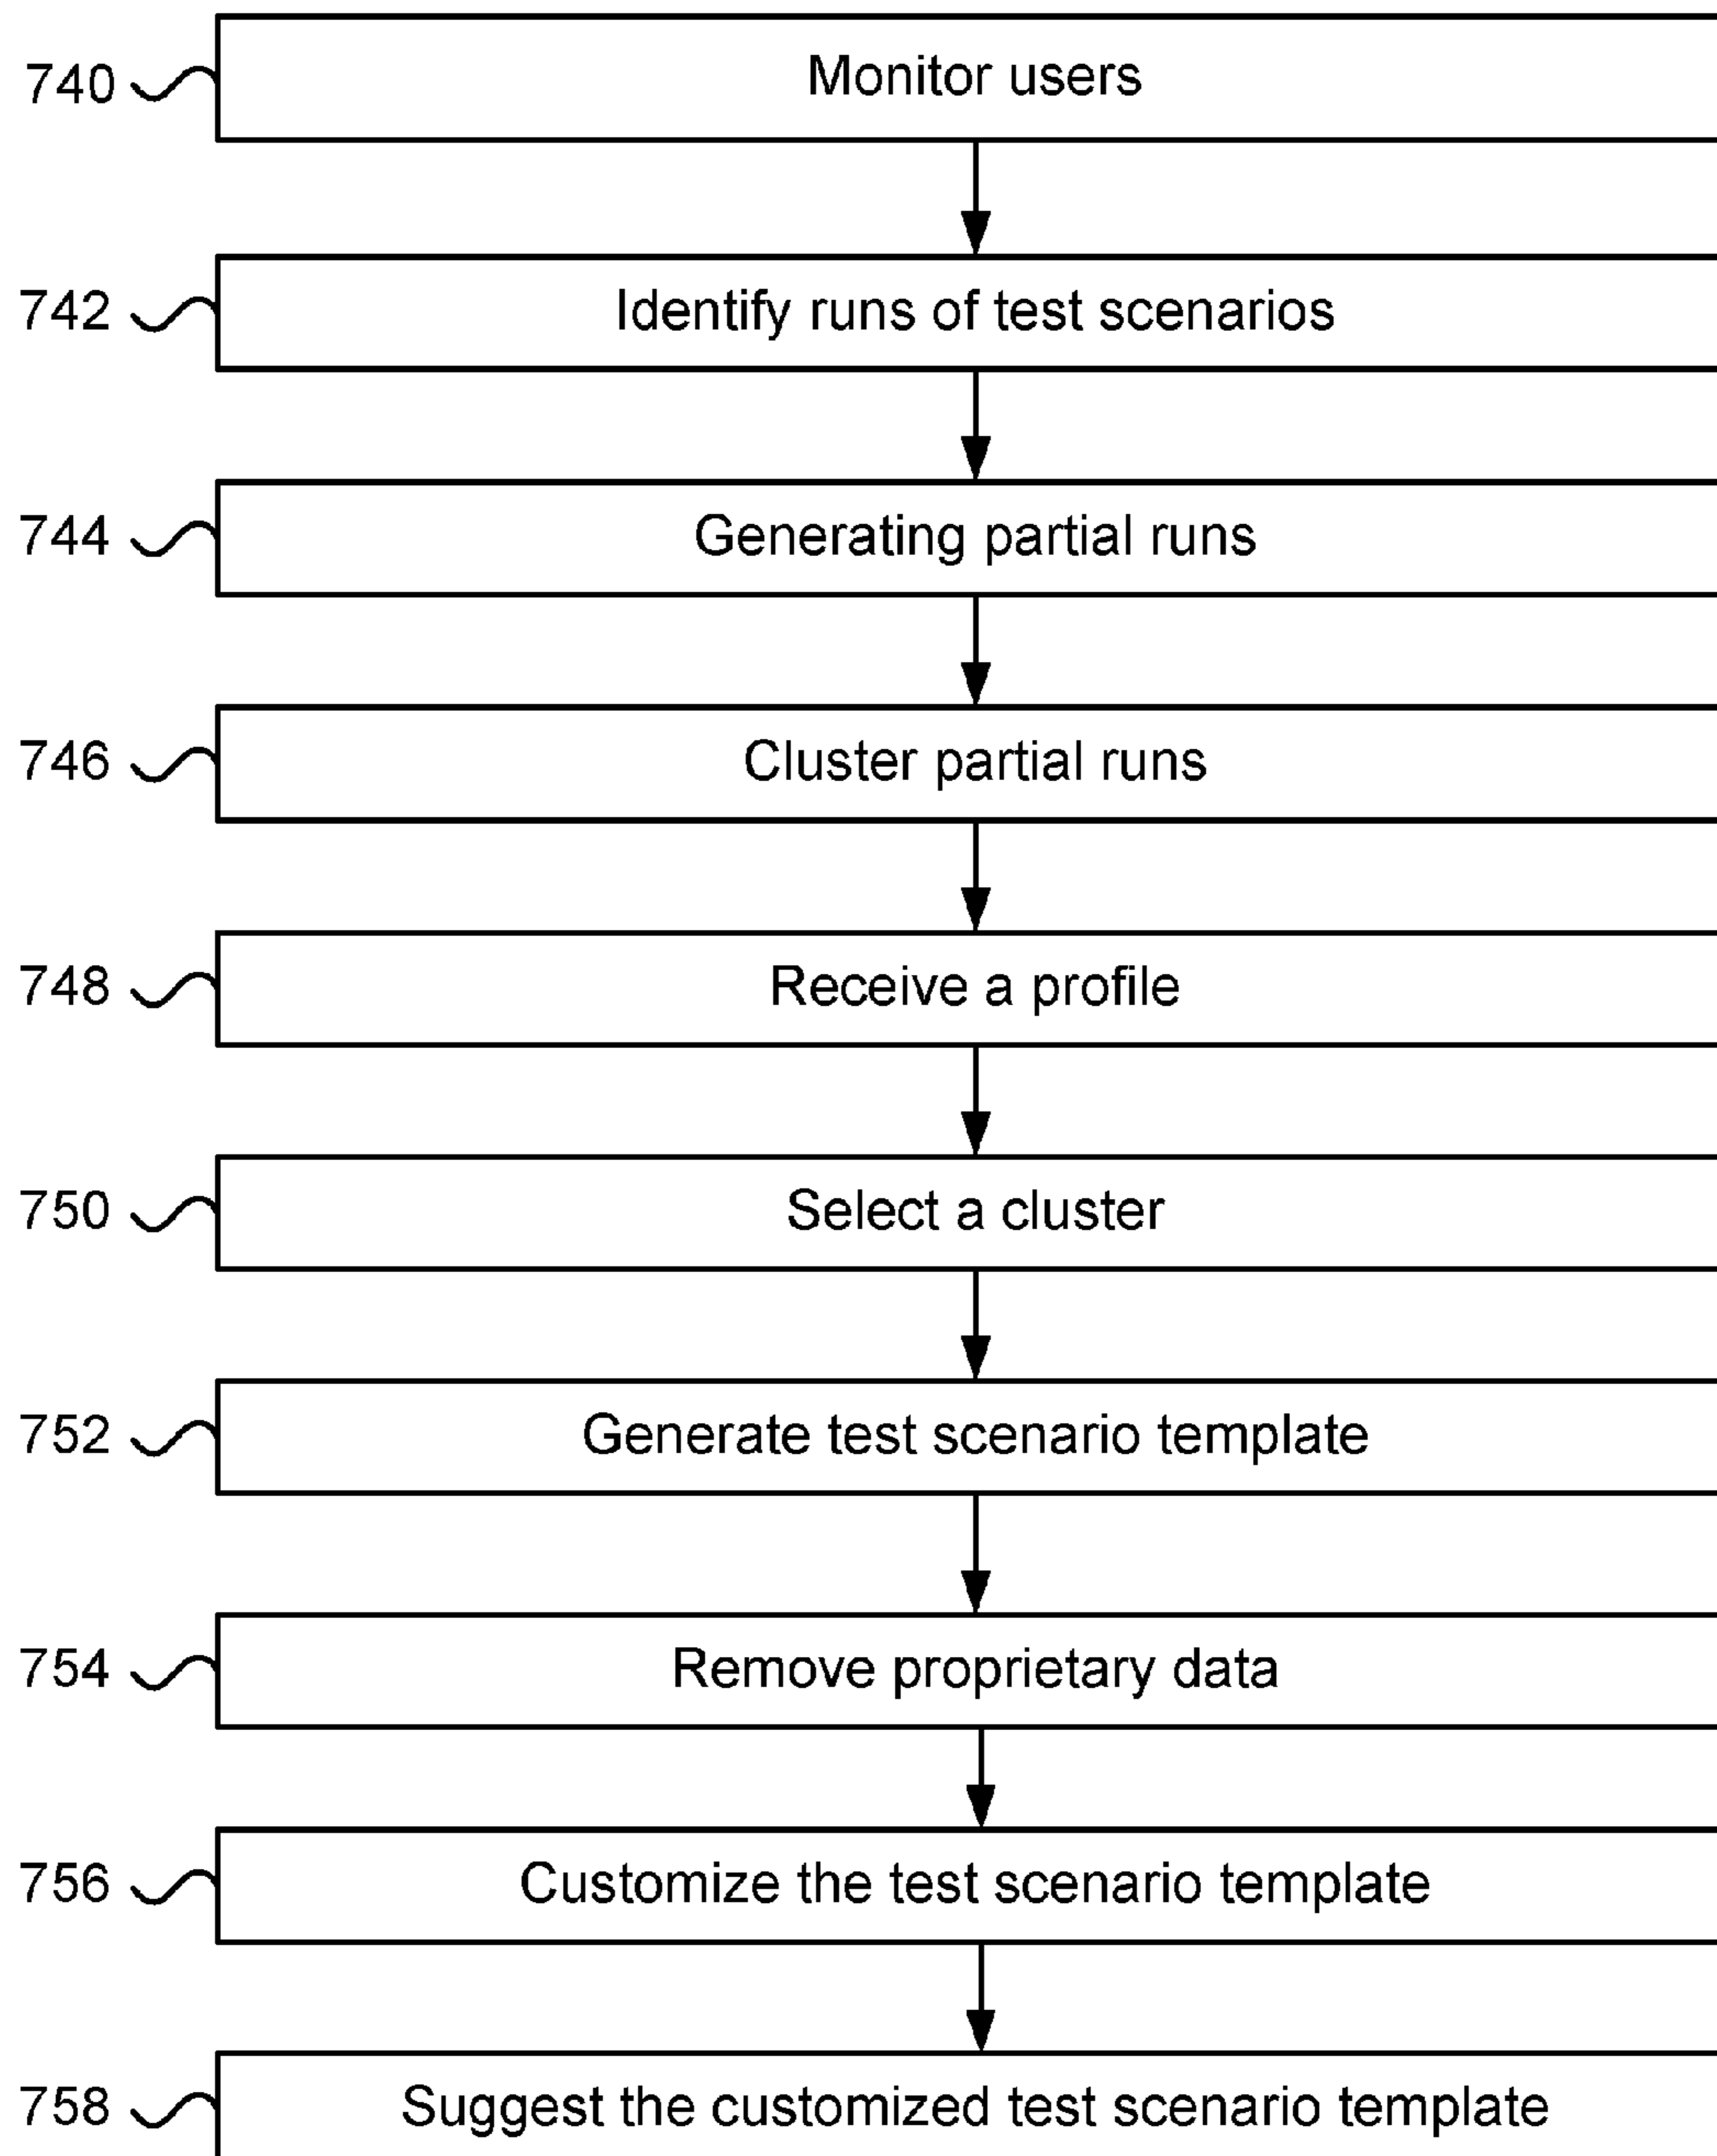 740 Monitor users
742 Identify runs of test scenarios
744 Generating partial runs
746 Cluster partial runs
748 Receive a profile
750 Select a cluster
752 Generate test scenario template
754 Remove proprietary data
756 Customize the test scenario template
758 Suggest the customized test scenario template